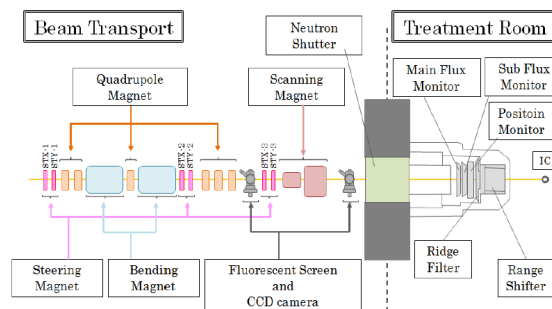 Beam Transport
Neutron
Shutter
Treatment Room
Quadrupole
Magnet
Scanning
Magnet
Main Flux
Monitor
Sub Flux
Monitor
Positoin
Monitor
STX-1
STY-1
STX-2
STY-2
STX-3
STY-3
IC
Steering
Magnet
Bending
Magnet
Fluorescent Screen
and
CCD camera
Ridge
Filter
Range
Shifter